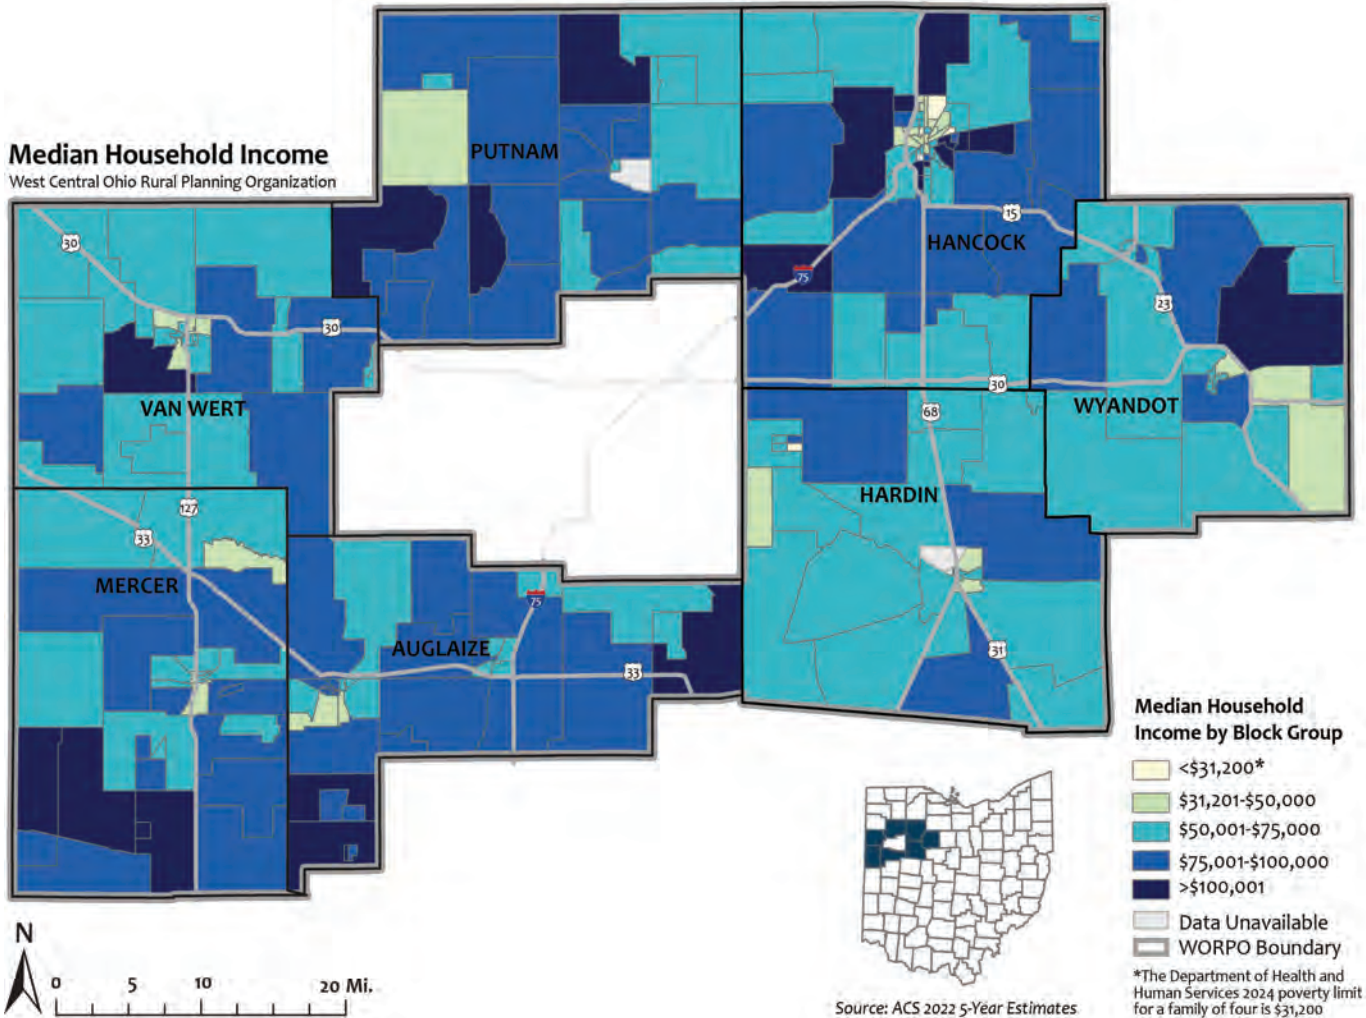 Median Household Income
West Central Ohio Rural Planning Organization
PUTNAM
HANCOCK
VAN WERT
WYANDOT
HARDIN
MERCER
AUGLAIZE
30
30
15
75
23
30
68
127
33
75
33
31
Median Household
Income by Block Group
<$31,200*
$31,201-$50,000
$50,001-$75,000
$75,001-$100,000
>$100,001
Data Unavailable
WORPO Boundary
*The Department of Health and
Human Services 2024 poverty limit
for a family of four is $31,200
N
0 5 10 20 Mi.
Source: ACS 2022 5-Year Estimates